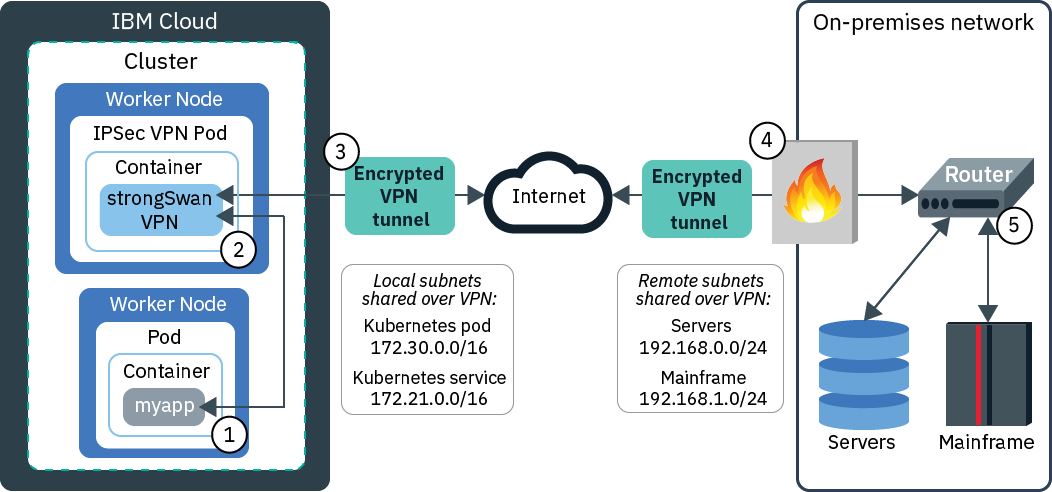 IBM Cloud
Cluster
Worker Node
IPSec VPN Pod
Container
strongSwan
VPN
2
Worker Node
Pod
Container
myapp
1
3
Encrypted
VPN
tunnel
Internet
Encrypted
VPN
tunnel
4
Local subnets
shared over VPN:
Kubernetes pod
172.30.0.0/16
Kubernetes service
172.21.0.0/16
Remote subnets
shared over VPN:
Servers
192.168.0.0/24
Mainframe
192.168.1.0/24
On-premises network
Router
5
Servers
Mainframe